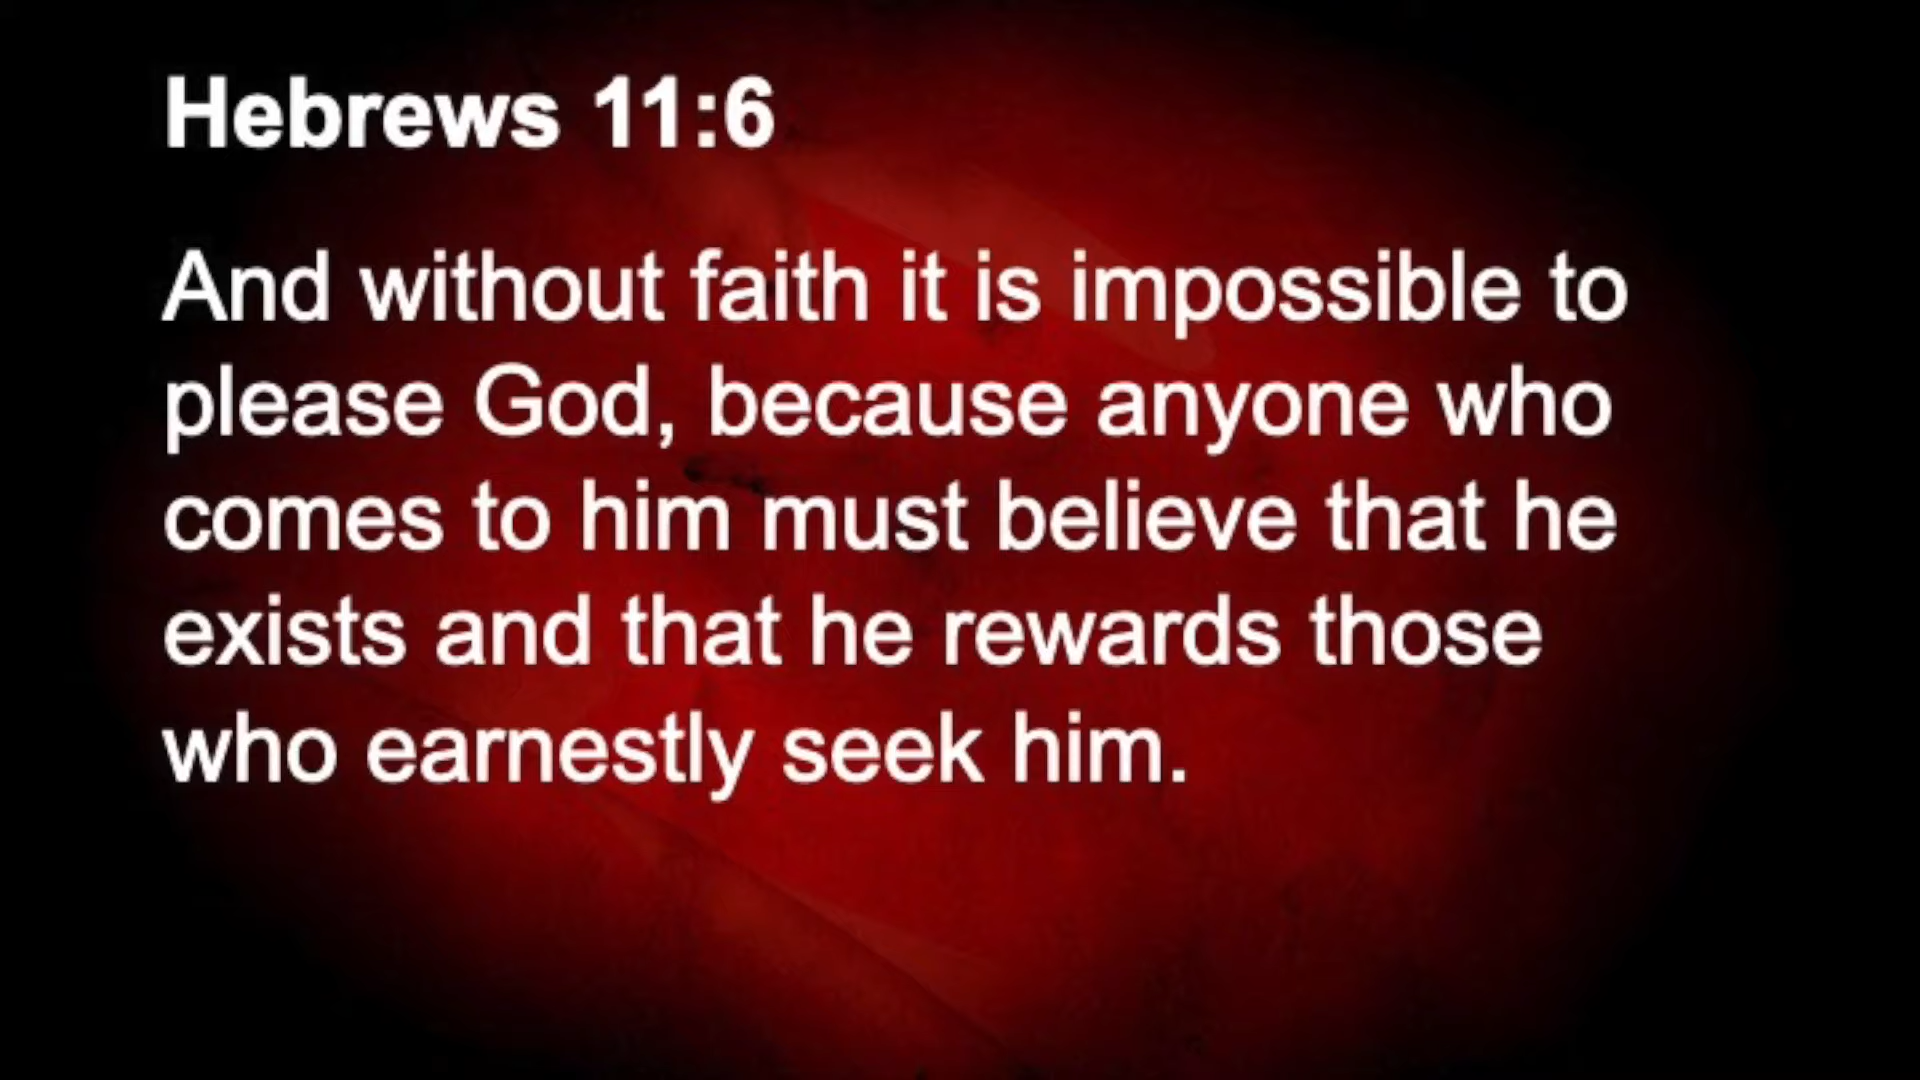 Hebrews 11:6
And without faith it is impossible to
please God, because anyone who
comes to him must believe that he
exists and that he rewards those
who earnestly seek him.